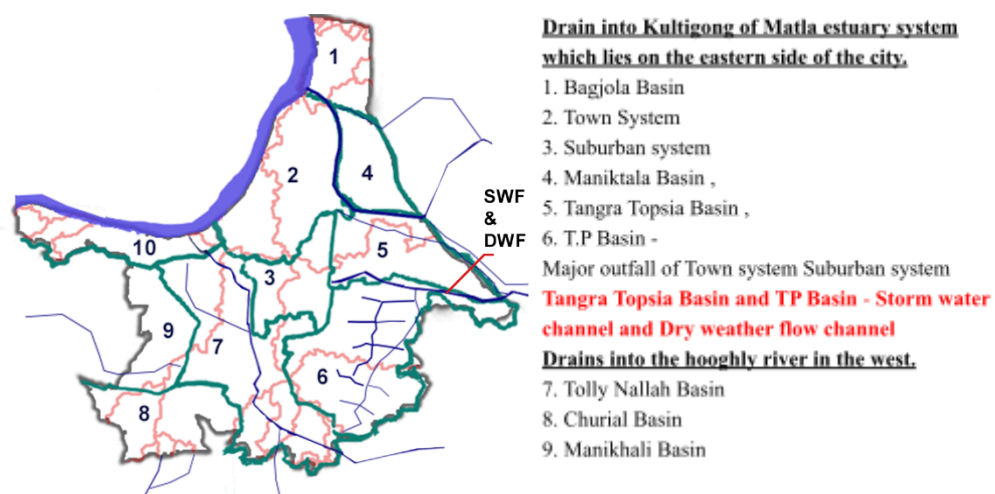 1
2
4
SWF
&
DWF
10
5
3
9
7
6
8
Drain into Kultigong of Matla estuary system
which lies on the eastern side of the city.
1. Bagjola Basin
2. Town System
3. Suburban system
4. Maniktala Basin ,
5. Tangra Topsia Basin ,
6. T.P Basin -
Major outfall of Town system Suburban system
Tangra Topsia Basin and TP Basin - Storm water
channel and Dry weather flow channel
Drains into the hooghly river in the west.
7. Tolly Nallah Basin
8. Churial Basin
9. Manikhali Basin